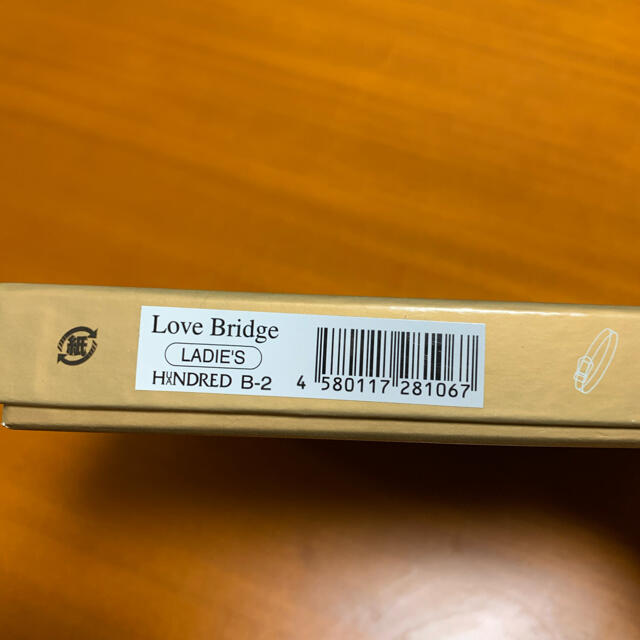 紙
Love Bridge
LADIE'S
HUNDRED B-2
4 580117 281067